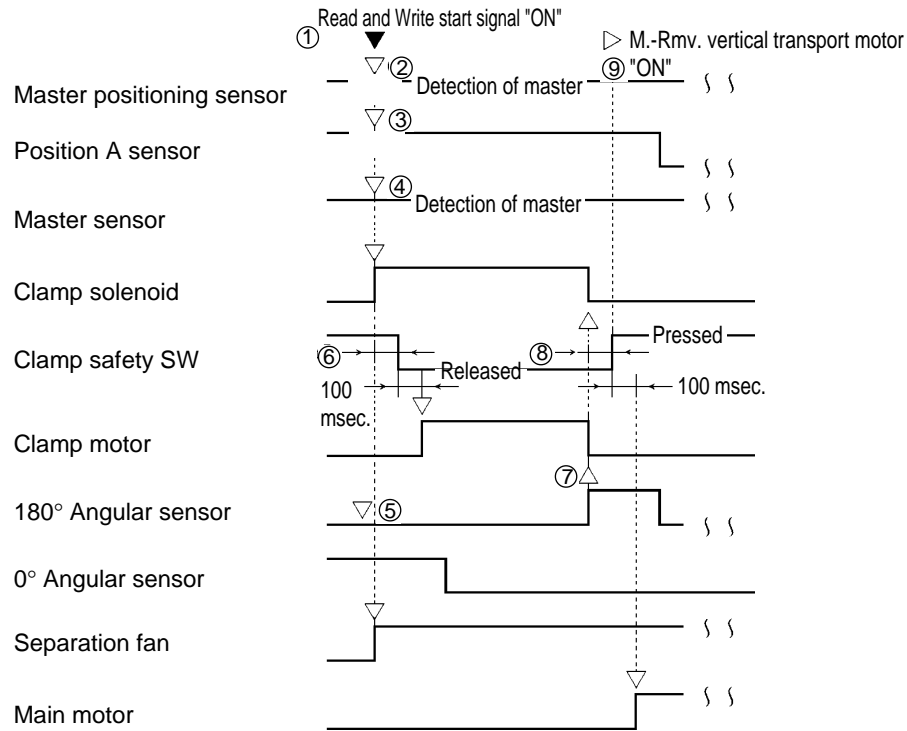 Read and Write start signal "ON"
①
▷ M.-Rmv. vertical transport motor
"ON"
② ⑨
Master positioning sensor
Detection of master
③
Position A sensor
④
Master sensor
Detection of master
Clamp solenoid
Clamp safety SW
⑥ ⑧ Pressed
Released
100
msec.
100 msec.
Clamp motor
⑦
180° Angular sensor
⑤
0° Angular sensor
Separation fan
Main motor